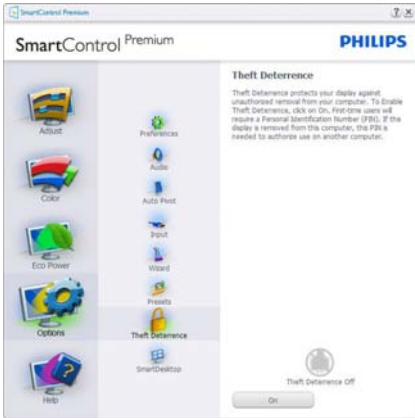 SmartControl Premium
SmartControl Premium
PHILIPS
Adjust
Color
Eco Power
Options
Help
Preferences
Audio
Auto Pivot
Input
Wizard
Presets
Theft Deterrence
SmartDesktop
Theft Deterrence
Theft Deterrence protects your display against
unauthorized removal from your computer. To Enable
Theft Deterrence, click on On. First-time users will
require a Personal Identification Number (PIN). If the
display is removed from this computer, this PIN is
needed to authorize use on another computer.
Theft Deterrence Off
On